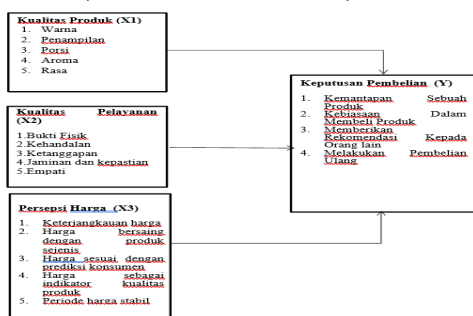 Kualitas Produk (X1)
1. Warna
2. Penampilan
3. Porsi
4. Aroma
5. Rasa
Kualitas Pelayanan
(X2)
1.Bukti Fisik
2.Kehandalan
3.Ketanggapan
4.Jaminan dan kepastian
5.Empati
Persepsi Harga (X3)
1. Keterjangkauan harga
2. Harga bersaing
dengan produk
sejenis
3. Harga sesuai dengan
prediksi konsumen
4. Harga sebagai
indikator kualitas
produk
5. Periode harga stabil
Keputusan Pembelian (Y)
1. Kemantapan Sebuah
Produk
2. Kebiasaan Dalam
Membeli Produk
3. Memberikan
Rekomendasi Kepada
Orang lain
4. Melakukan Pembelian
Ulang